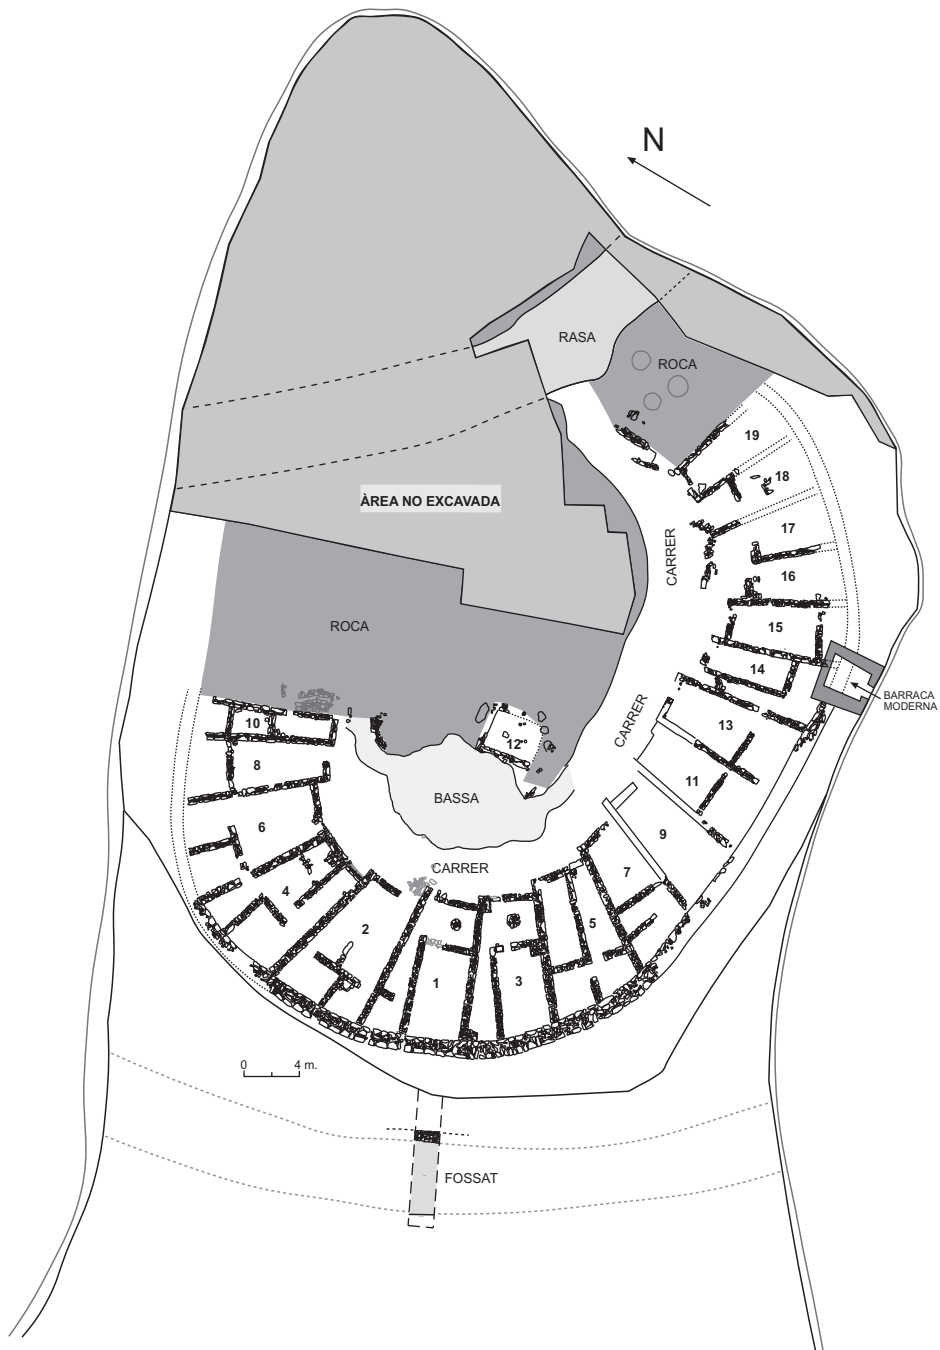 N
RASA
ROCA
19
18
ÀREA NO EXCAVADA
17
CARRER
16
ROCA
15
14
BARRACA
MODERNA
10
12
13
CARRER
8
11
BASSA
6
9
CARRER
7
4
2
5
1
3
0 4 m.
FOSSAT